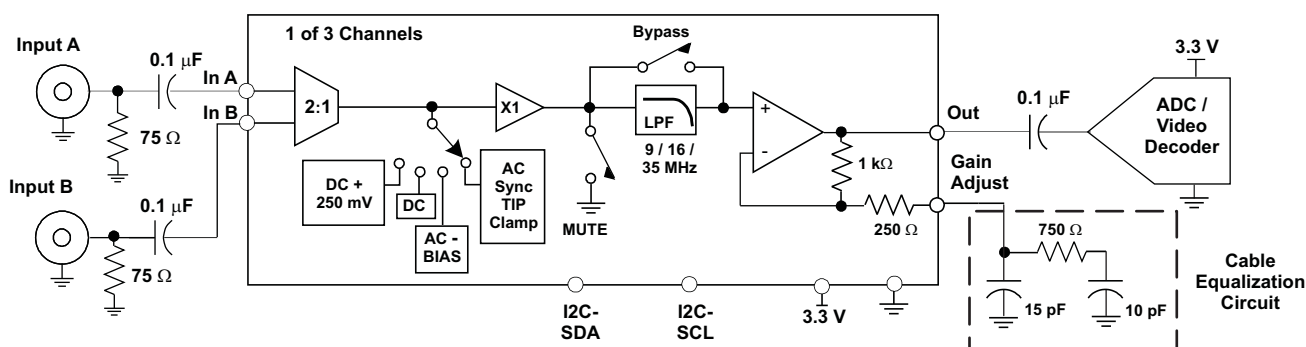 1 of 3 Channels
Input A
0.1 μF
In A
In B
75 Ω
Input B
0.1 μF
75 Ω
2:1
X1
Bypass
LPF
9 / 16 /
35 MHz
+
-
MUTE
DC +
250 mV
DC
AC -
BIAS
AC
Sync
TIP
Clamp
1 kΩ
250 Ω
Out
Gain
Adjust
0.1 μF
3.3 V
ADC /
Video
Decoder
750 Ω
15 pF
10 pF
Cable
Equalization
Circuit
I2C-
SDA
I2C-
SCL
3.3 V